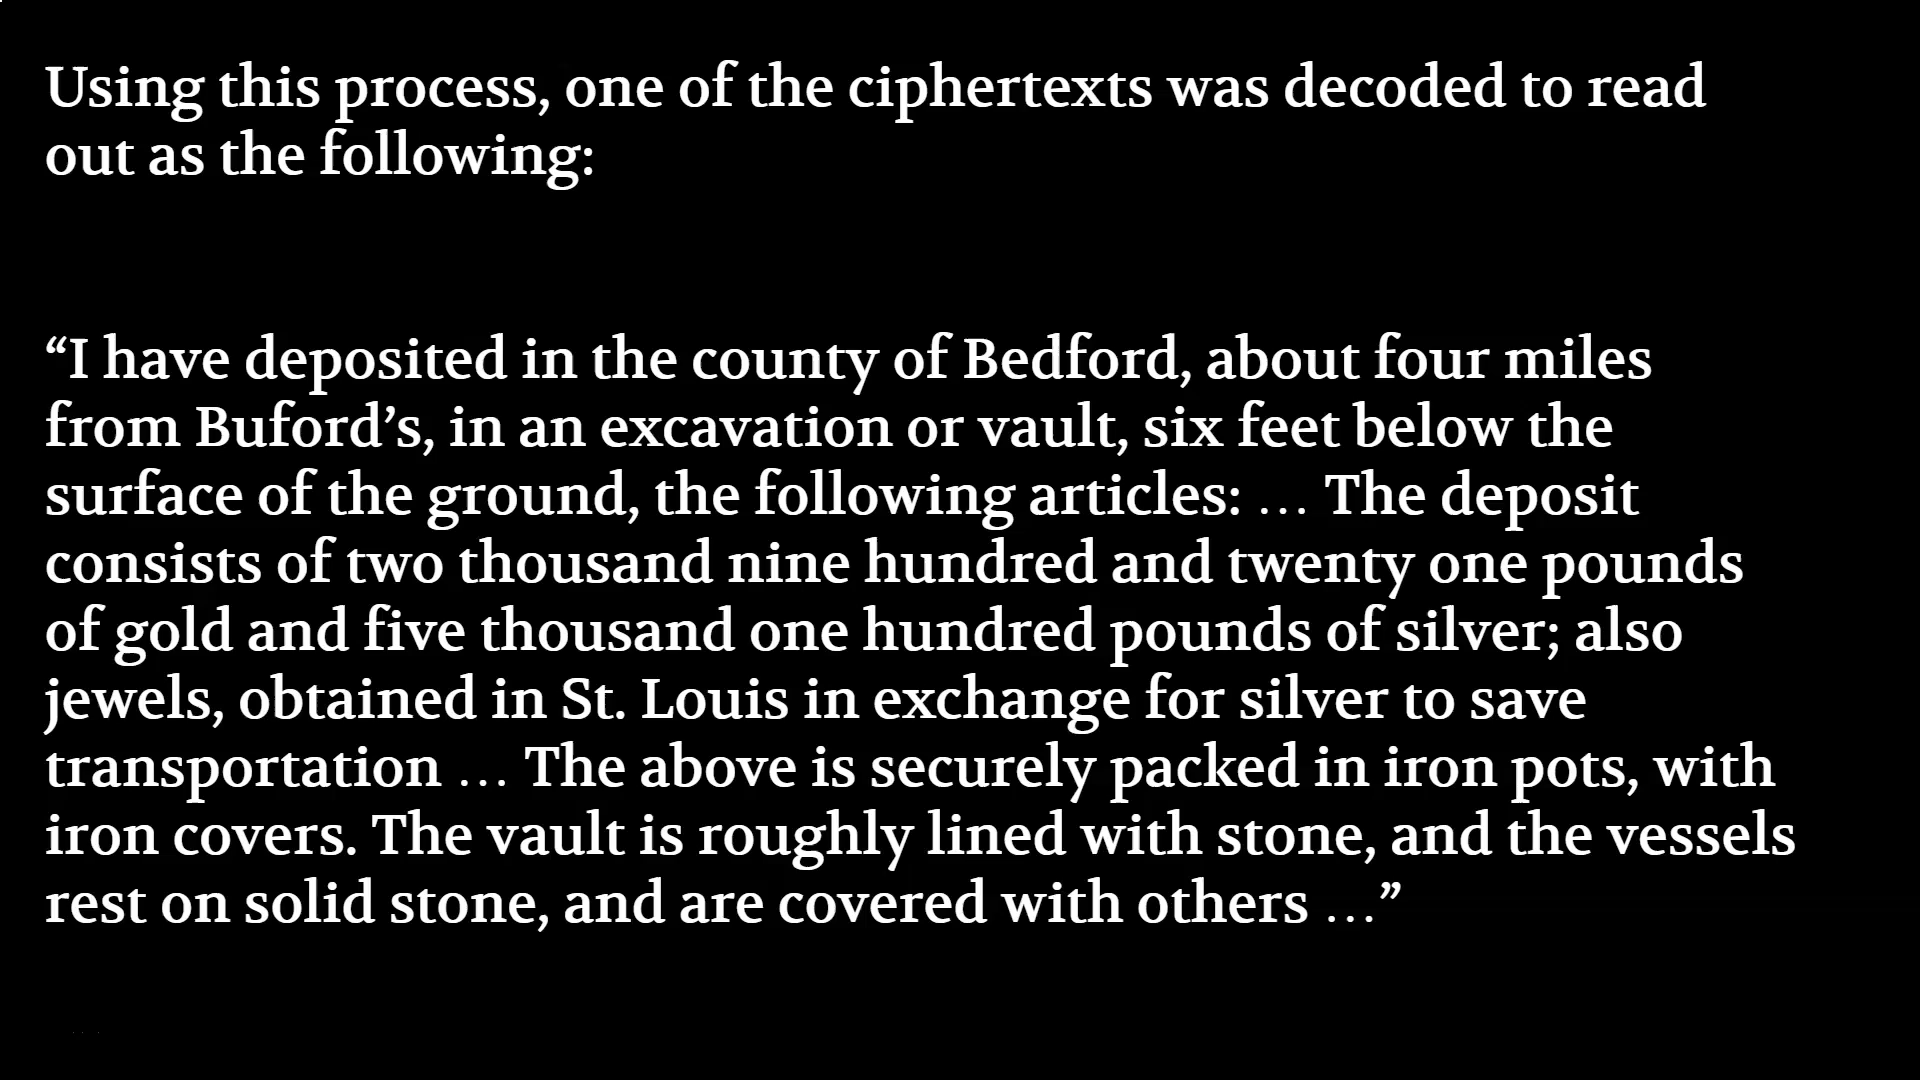 Using this process, one of the ciphertexts was decoded to read
out as the following:
“I have deposited in the county of Bedford, about four miles
from Buford’s, in an excavation or vault, six feet below the
surface of the ground, the following articles: … The deposit
consists of two thousand nine hundred and twenty one pounds
of gold and five thousand one hundred pounds of silver; also
jewels, obtained in St. Louis in exchange for silver to save
transportation … The above is securely packed in iron pots, with
iron covers. The vault is roughly lined with stone, and the vessels
rest on solid stone, and are covered with others …”